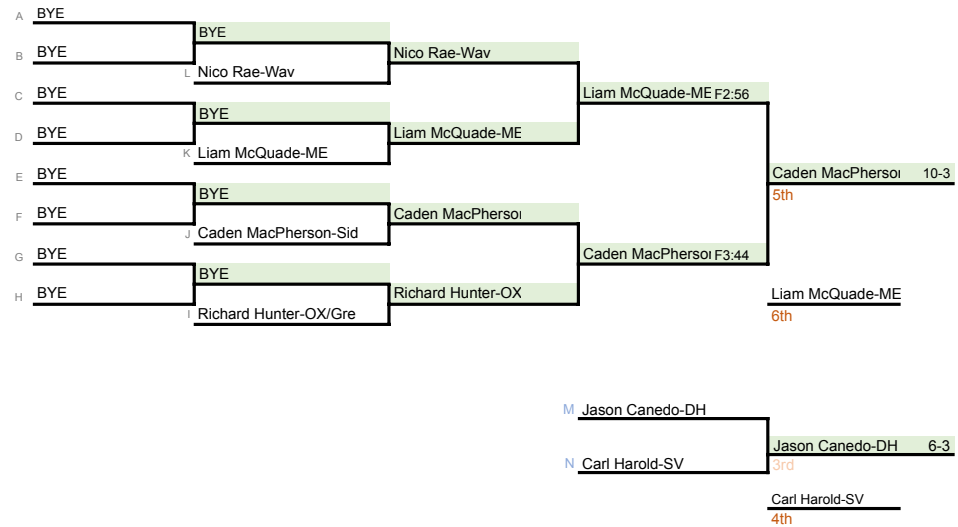 A BYE
BYE
B BYE
Nico Rae-Wav
L Nico Rae-Wav
C BYE
Liam McQuade-ME F2:56
BYE
D BYE
Liam McQuade-ME
K Liam McQuade-ME
E BYE
Caden MacPherso 10-3
BYE
5th
F BYE
Caden MacPherso
J Caden MacPherson-Sid
G BYE
Caden MacPherso F3:44
BYE
H BYE
Richard Hunter-OX
Liam McQuade-ME
I Richard Hunter-OX/Gre
6th
M Jason Canedo-DH
Jason Canedo-DH 6-3
N Carl Harold-SV
3rd
Carl Harold-SV
4th